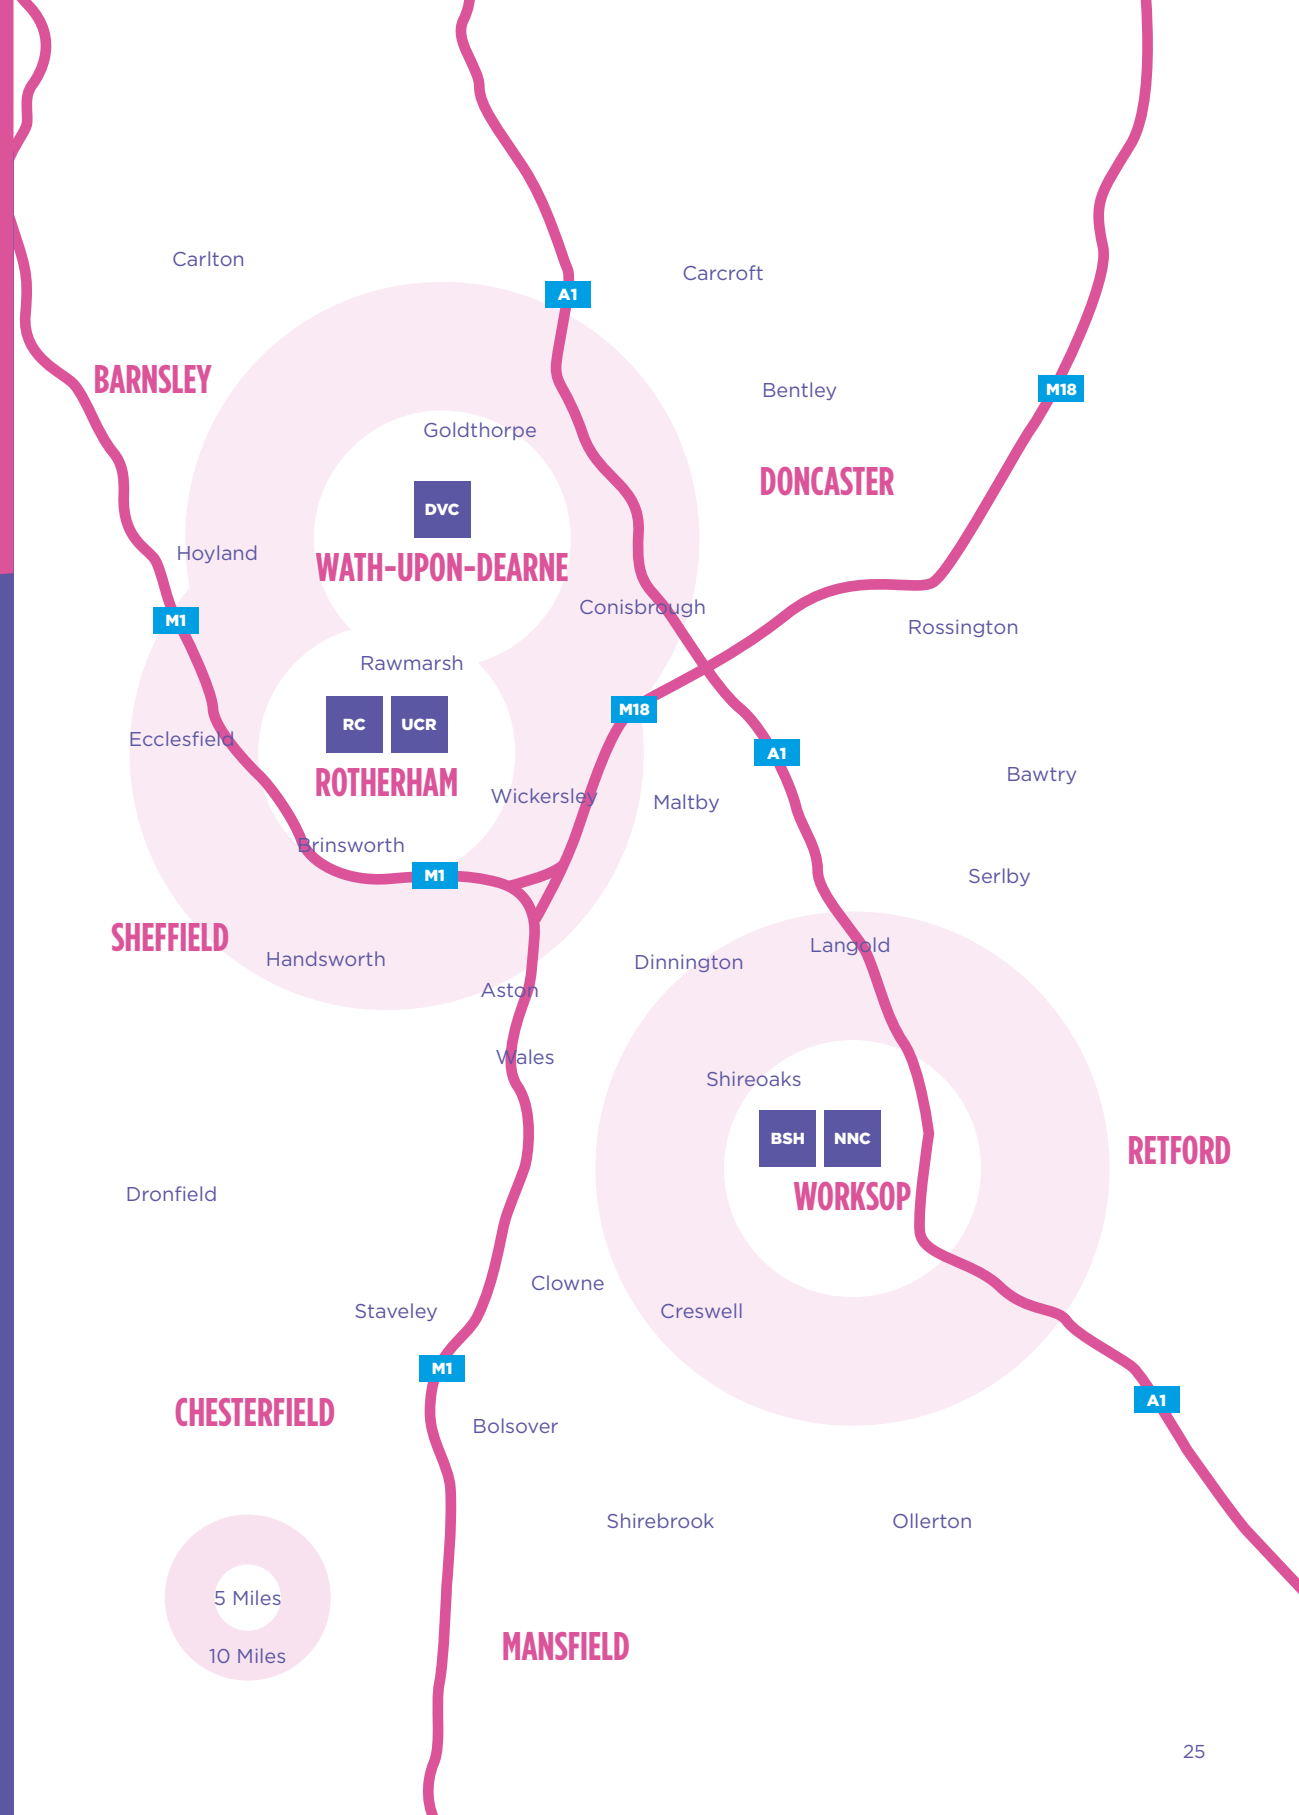 Carlton
Carcroft
A1
BARNSLEY
Bentley
M18
Goldthorpe
DONCASTER
DVC
Hoyland
WATH-UPON-DEARNE
Conisbrough
M1
Rossington
Rawmarsh
M18
RC
UCR
Ecclesfield
A1
ROTHERHAM
Bawtry
Wickersley
Maltby
Brinsworth
M1
Serlby
SHEFFIELD
Langold
Handsworth
Dinnington
Aston
Wales
Shireoaks
BSH
NNC
RETFORD
Dronfield
WORKSOP
Clowne
Staveley
Creswell
M1
A1
CHESTERFIELD
Bolsover
Shirebrook
Ollerton
5 Miles
MANSFIELD
10 Miles
25